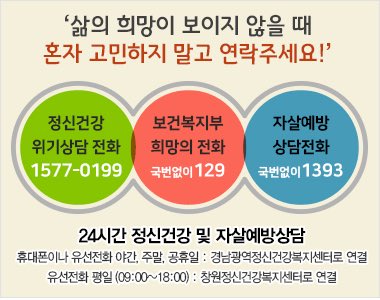 ‘삶의 희망이 보이지 않을 때
혼자 고민하지 말고 연락주세요!’
정신건강
위기상담 전화
1577-0199
보건복지부
희망의 전화
국번없이 129
자살예방
상담전화
국번없이 1393
24시간 정신건강 및 자살예방상담
휴대폰이나 유선전화 야간, 주말, 공휴일 : 경남광역정신건강복지센터로 연결
유선전화 평일 (09:00~18:00) : 창원정신건강복지센터로 연결